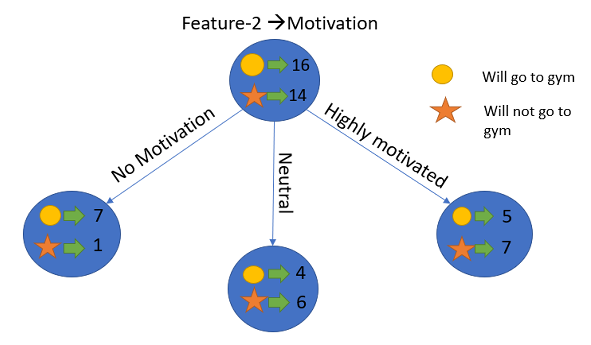 Feature-2 →Motivation
16
14
Will go to gym
Will not go to
gym
No Motivation
Neutral
Highly motivated
7
1
4
6
5
7